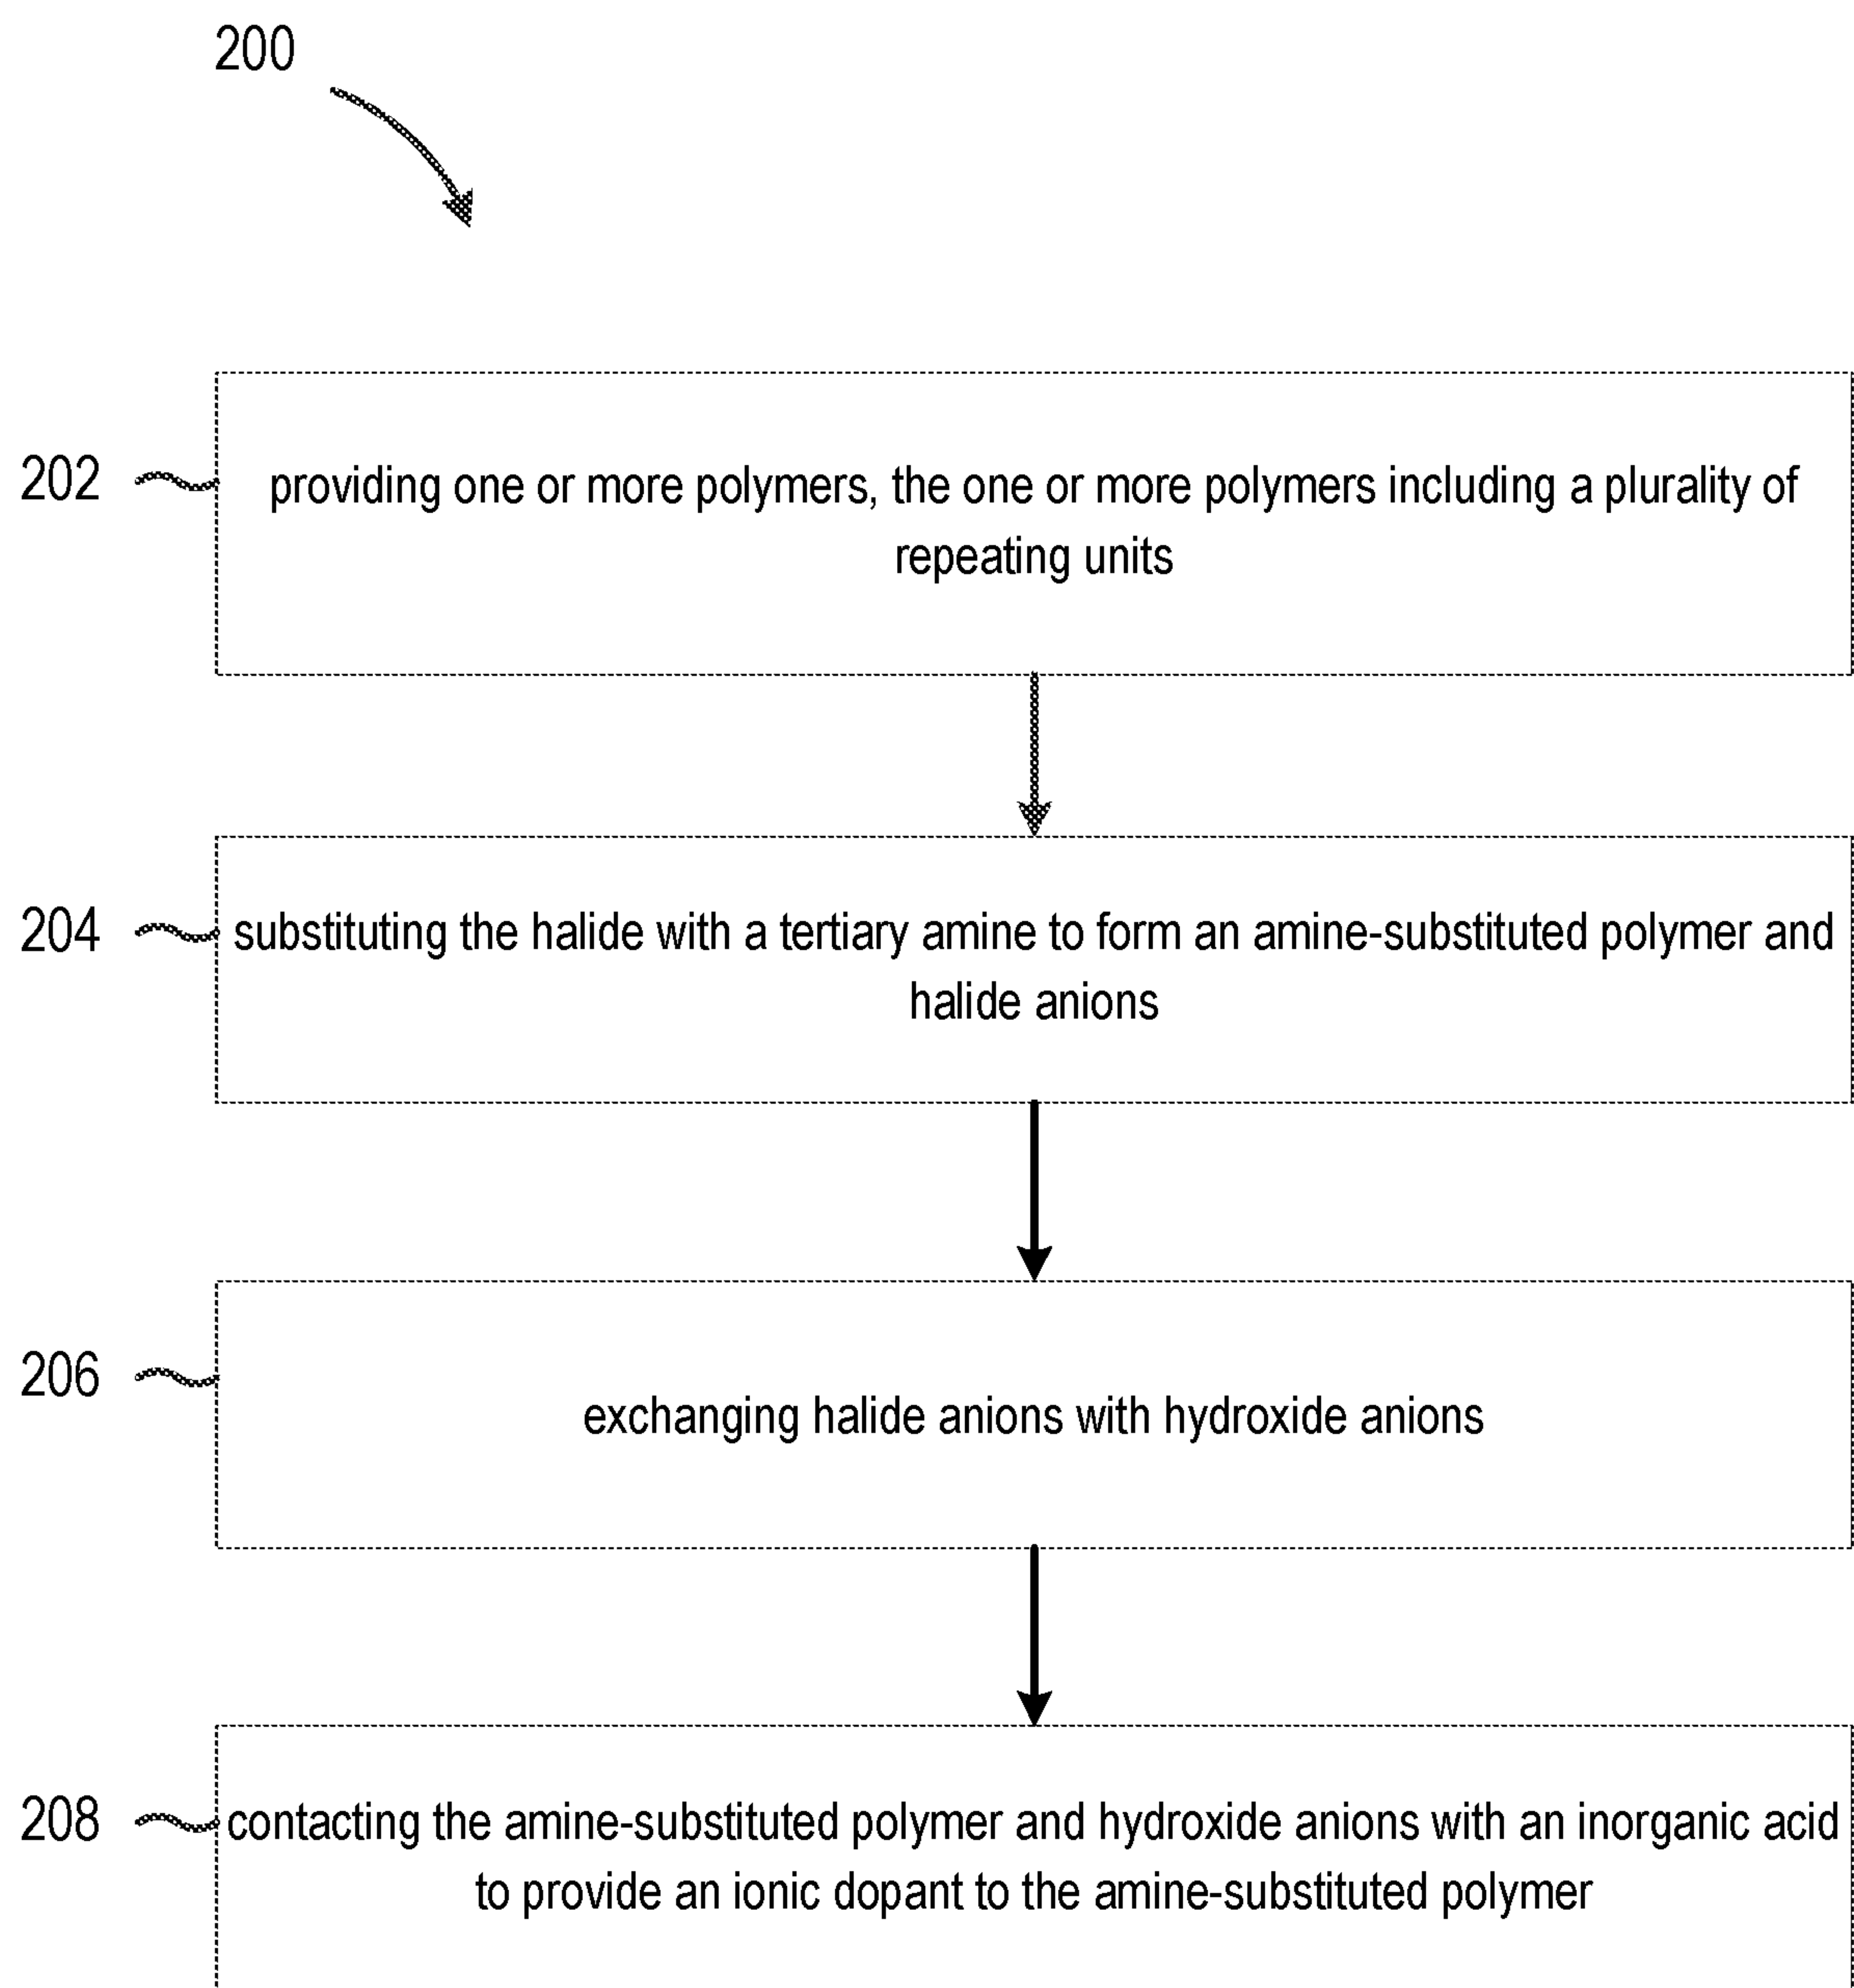 200
202
providing one or more polymers, the one or more polymers including a plurality of
repeating units
204
substituting the halide with a tertiary amine to form an amine-substituted polymer and
halide anions
206
exchanging halide anions with hydroxide anions
208
contacting the amine-substituted polymer and hydroxide anions with an inorganic acid
to provide an ionic dopant to the amine-substituted polymer